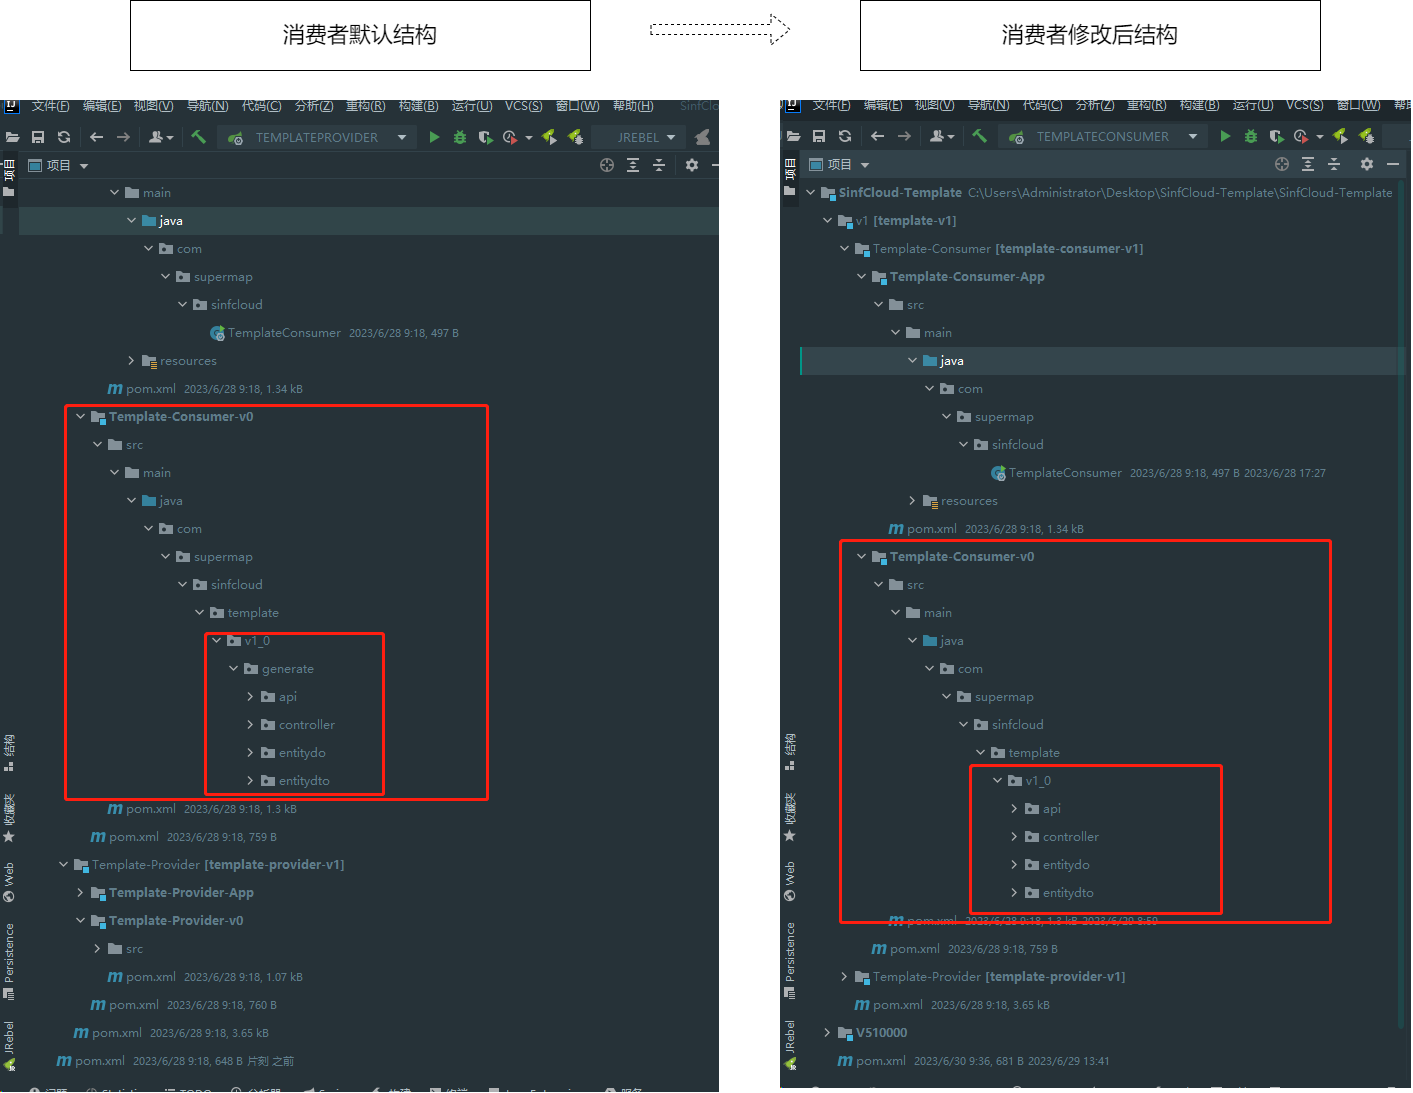 消费者默认结构
消费者修改后结构
文件(F) 编辑(E) 视图(V) 导航(N) 代码(C) 分析(Z) 重构(R) 构建(B) 运行(U) VCS(S) 窗口(W) 帮助(H) SinfClo
TEMPLATEPROVIDER
JREBEL
项目
项目
main
java
com
supermap
sinfcloud
TemplateConsumer 2023/6/28 9:18, 497 B
resources
pom.xml 2023/6/28 9:18, 1.34 kB
Template-Consumer-v0
src
main
java
com
supermap
sinfcloud
template
v1_0
generate
api
controller
entitydo
entitydto
pom.xml 2023/6/28 9:18, 1.3 kB
pom.xml 2023/6/28 9:18, 759 B
Template-Provider [template-provider-v1]
Template-Provider-App
Template-Provider-v0
src
pom.xml 2023/6/28 9:18, 1.07 kB
pom.xml 2023/6/28 9:18, 760 B
pom.xml 2023/6/28 9:18, 3.65 kB
pom.xml 2023/6/28 9:18, 648 B 片刻 之前
结构
收藏夹
Web
Persistence
JRebel
文件(F) 编辑(E) 视图(V) 导航(N) 代码(C) 分析(Z) 重构(R) 构建(B) 运行(U) VCS(S) 窗口(W)
TEMPLATECONSUMER
项目
项目
SinfCloud-Template C:\Users\Administrator\Desktop\SinfCloud-Template\SinfCloud-Template
v1 [template-v1]
Template-Consumer [template-consumer-v1]
Template-Consumer-App
src
main
java
com
supermap
sinfcloud
TemplateConsumer 2023/6/28 9:18, 497 B 2023/6/28 17:27
resources
pom.xml 2023/6/28 9:18, 1.34 kB
Template-Consumer-v0
src
main
java
com
supermap
sinfcloud
template
v1_0
api
controller
entitydo
entitydto
pom.xml 2023/6/28 9:18, 1.3 kB 2023/6/29 8:59
pom.xml 2023/6/28 9:18, 759 B
Template-Provider [template-provider-v1]
pom.xml 2023/6/28 9:18, 3.65 kB
V510000
pom.xml 2023/6/30 9:36, 681 B 2023/6/29 13:41
结构
收藏夹
Web
Persistence
JRebel